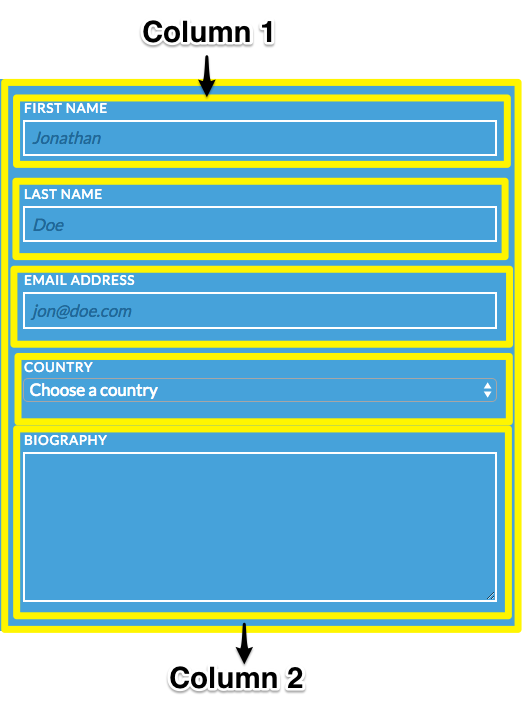 Column 1
FIRST NAME
Jonathan
LAST NAME
Doe
EMAIL ADDRESS
jon@doe.com
COUNTRY
Choose a country
BIOGRAPHY
Column 2